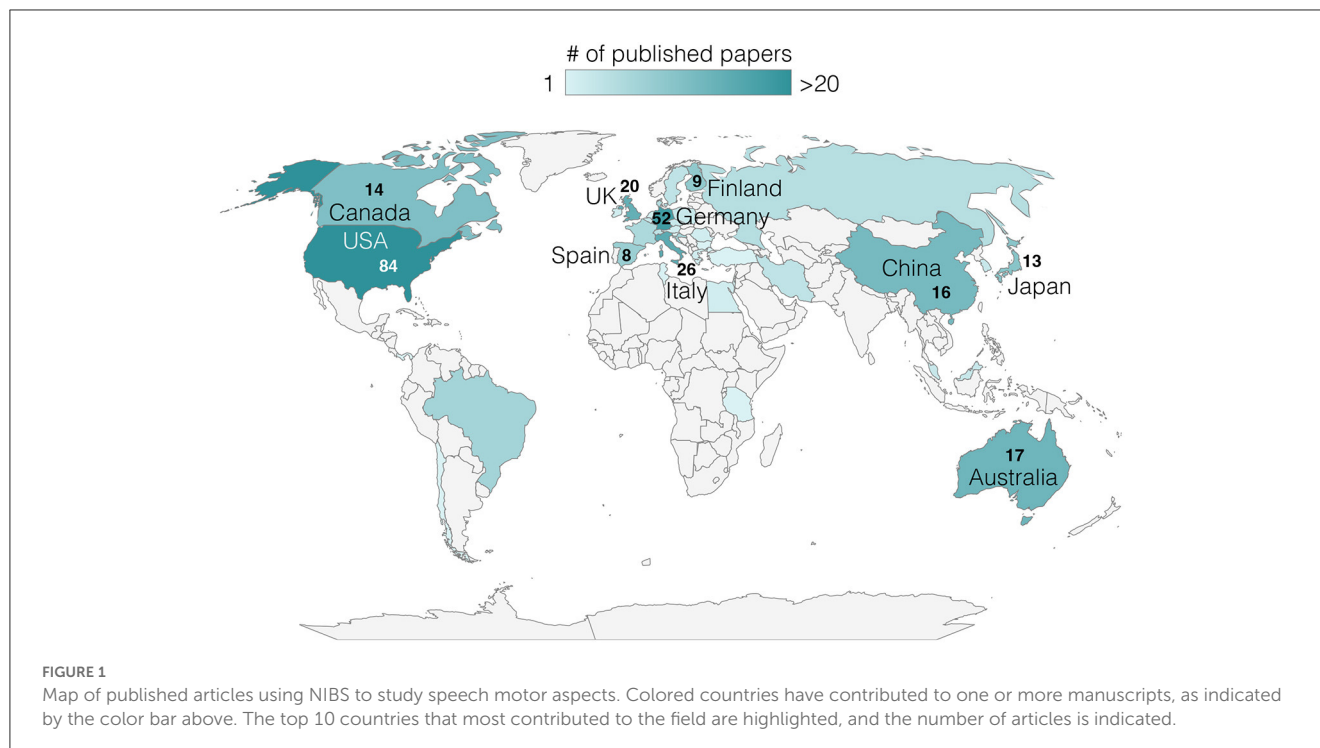 # of published papers
1 >20
14
Canada
USA
84
UK 20
9 Finland
52 Germany
Spain 8
26
Italy
China
16
13
Japan
17
Australia
FIGURE 1
Map of published articles using NIBS to study speech motor aspects. Colored countries have contributed to one or more manuscripts, as indicated
by the color bar above. The top 10 countries that most contributed to the field are highlighted, and the number of articles is indicated.